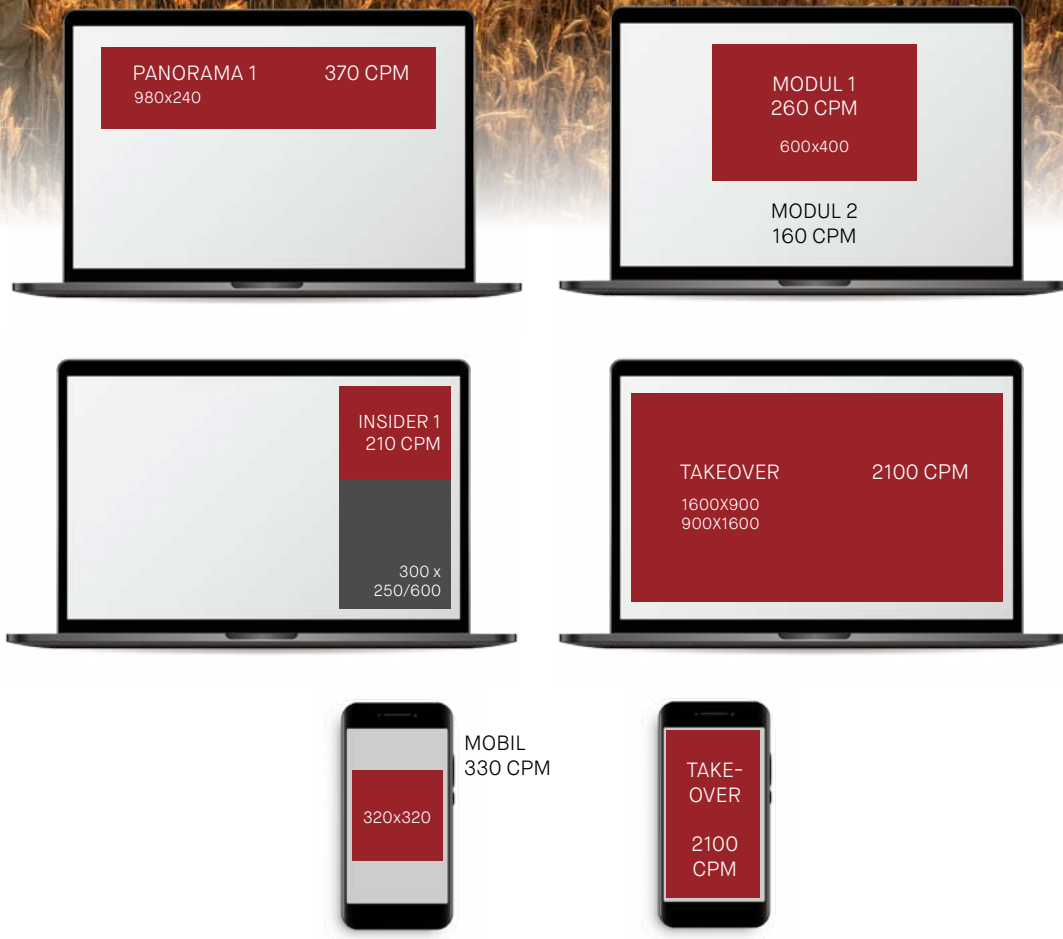 PANORAMA 1 370 CPM
980x240
MODUL 1
260 CPM
600x400
MODUL 2
160 CPM
INSIDER 1
210 CPM
300 x
250/600
TAKEOVER 2100 CPM
1600X900
900X1600
MOBIL
330 CPM
320x320
TAKE-
OVER
2100
CPM